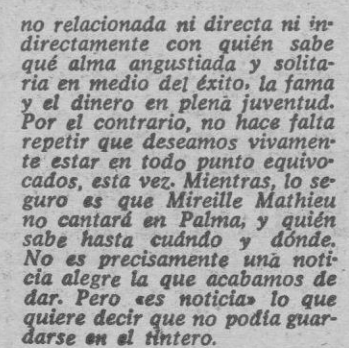 no relacionada ni directa ni in-
directamente con quién sabe
qué alma angustiada y solita-
ria en medio del éxito, la fama
y el dinero en plena juventud.
Por el contrario, no hace falta
repetir que deseamos vivamen-
te estar en todo punto equivo-
cados, esta vez. Mientras, lo se-
guro es que Mireille Mathieu
no cantará en Palma, y quién
sabe hasta cuándo y dónde.
No es precisamente una noti-
cia alegre la que acabamos de
dar. Pero «es noticia» lo que
quiere decir que no podía guar-
darse en el tintero.